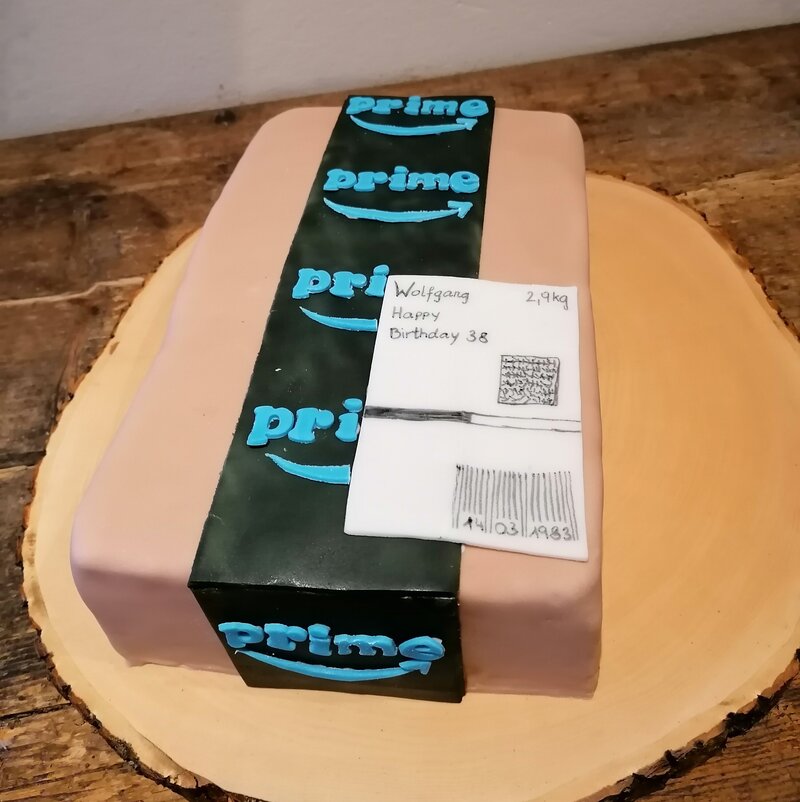 prime
prime
pri
pri
Wolfgang 2,9kg
Happy
Birthday 38
14 03 1983
prime